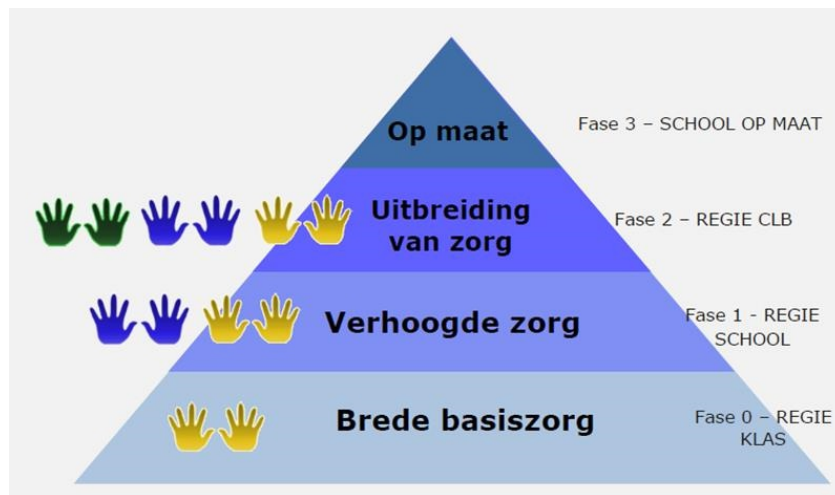 Op maat
Fase 3 – SCHOOL OP MAAT
Uitbreiding
van zorg
Fase 2 – REGIE CLB
Verhoogde zorg
Fase 1 - REGIE
SCHOOL
Brede basiszorg
Fase 0 – REGIE
KLAS